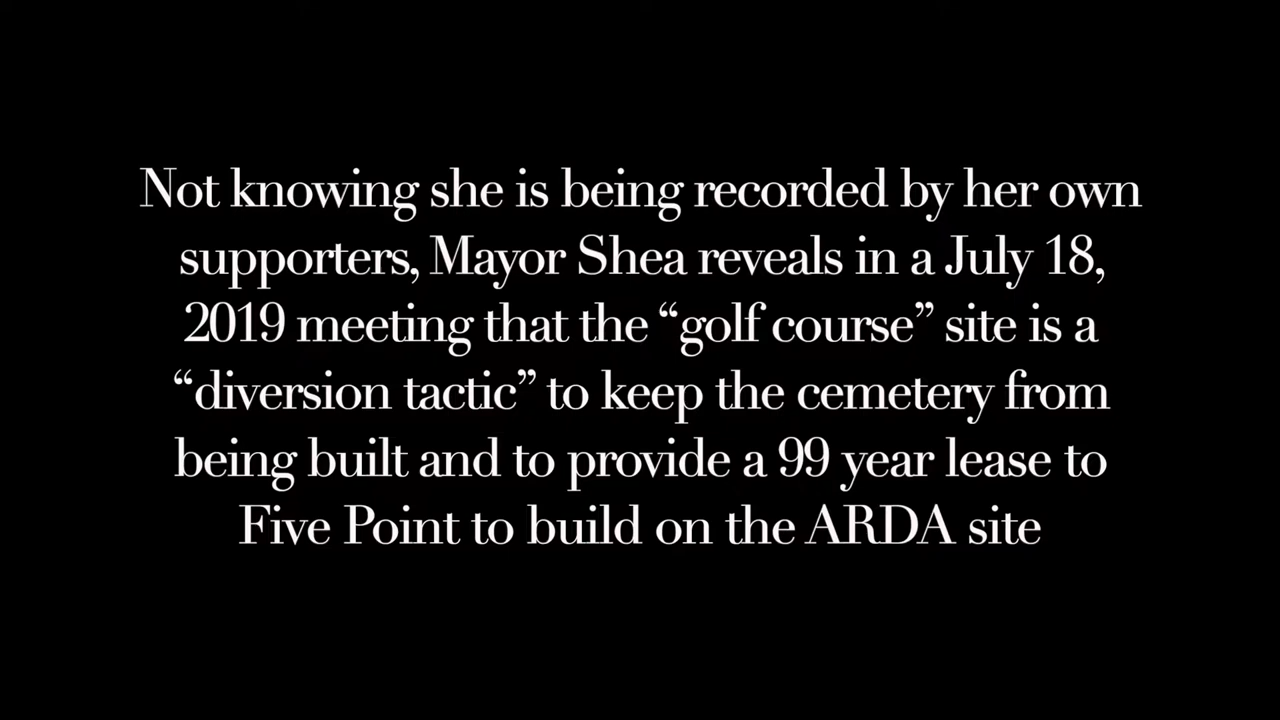 Not knowing she is being recorded by her own
supporters, Mayor Shea reveals in a July 18,
2019 meeting that the “golf course” site is a
“diversion tactic” to keep the cemetery from
being built and to provide a 99 year lease to
Five Point to build on the ARDA site